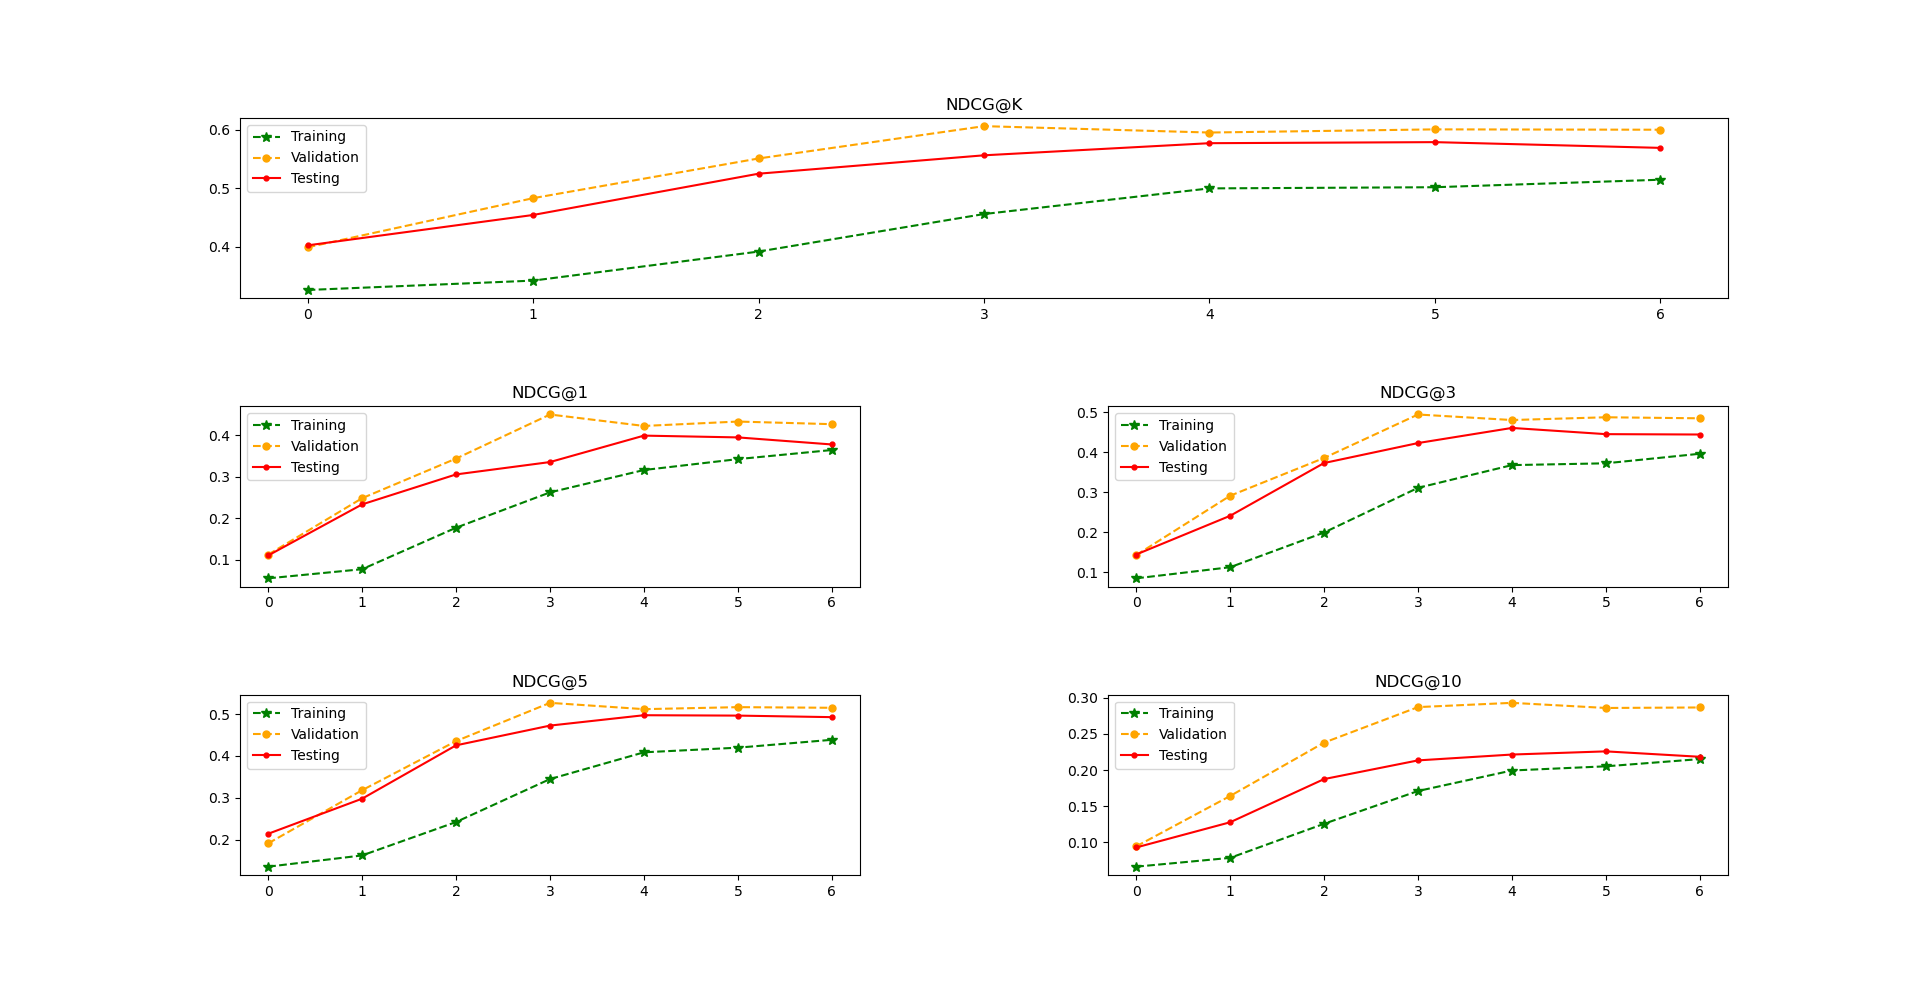 NDCG@K
0.6
0.5
0.4
Training
Validation
Testing
0 1 2 3 4 5 6
NDCG@1
0.4
0.3
0.2
0.1
Training
Validation
Testing
0 1 2 3 4 5 6
NDCG@3
0.5
0.4
0.3
0.2
0.1
Training
Validation
Testing
0 1 2 3 4 5 6
NDCG@5
0.5
0.4
0.3
0.2
Training
Validation
Testing
0 1 2 3 4 5 6
NDCG@10
0.30
0.25
0.20
0.15
0.10
Training
Validation
Testing
0 1 2 3 4 5 6